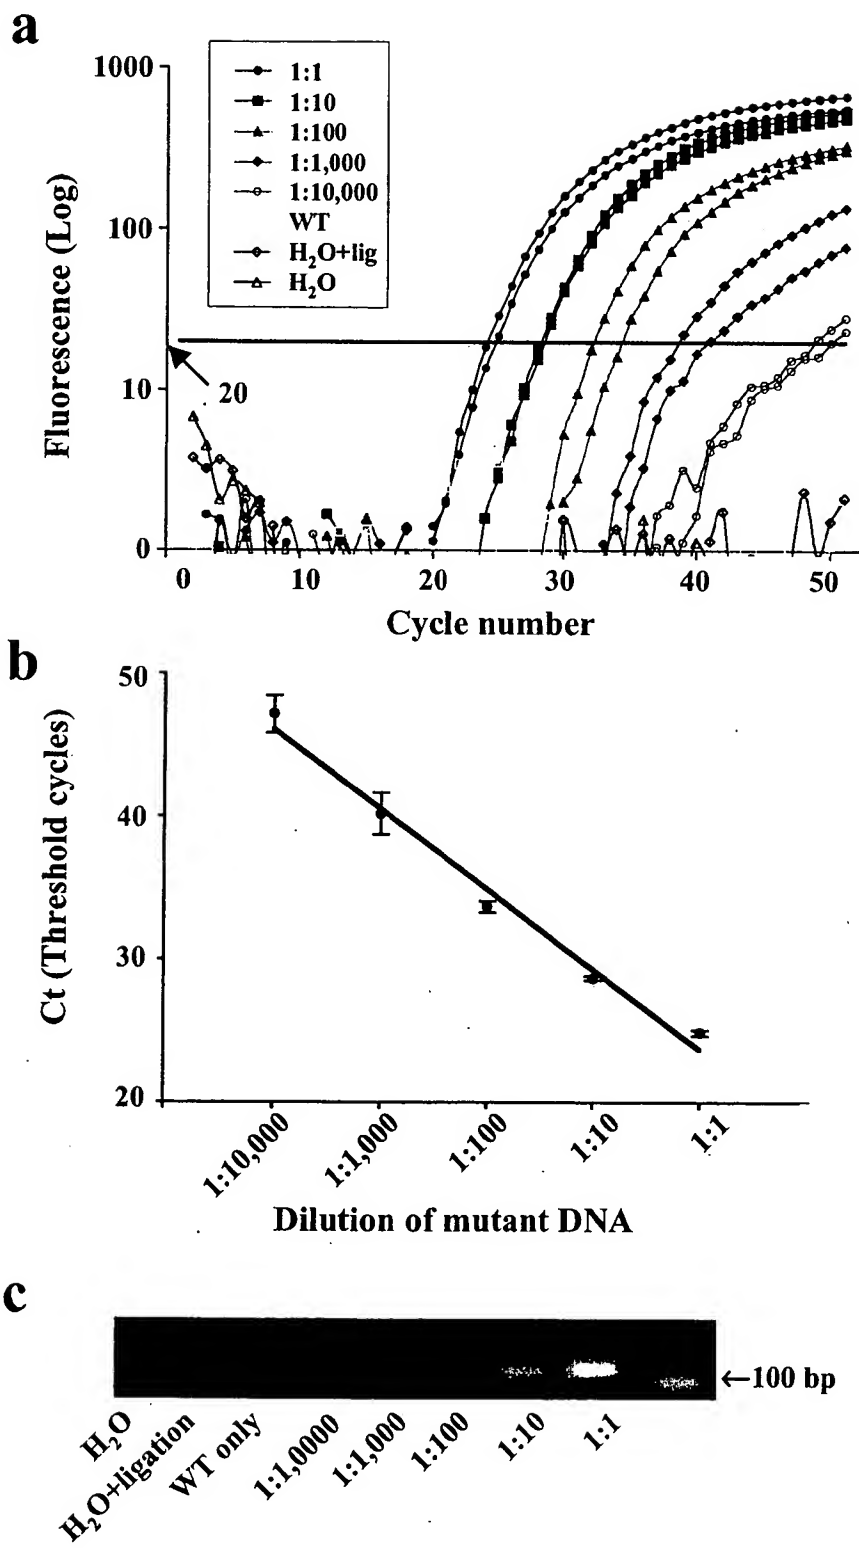 a
1000
100
10
0
Fluorescence (Log)
1:1
1:10
1:100
1:1,000
1:10,000
WT
H₂O+lig
H₂O
20
0 10 20 30 40 50
Cycle number
b
50
40
30
20
Ct (Threshold cycles)
1:10,000
1:1,000
1:100
1:10
1:1
Dilution of mutant DNA
c
←100 bp
H₂O
H₂O+ligation
WT only
1:1,0000
1:1,000
1:100
1:10
1:1